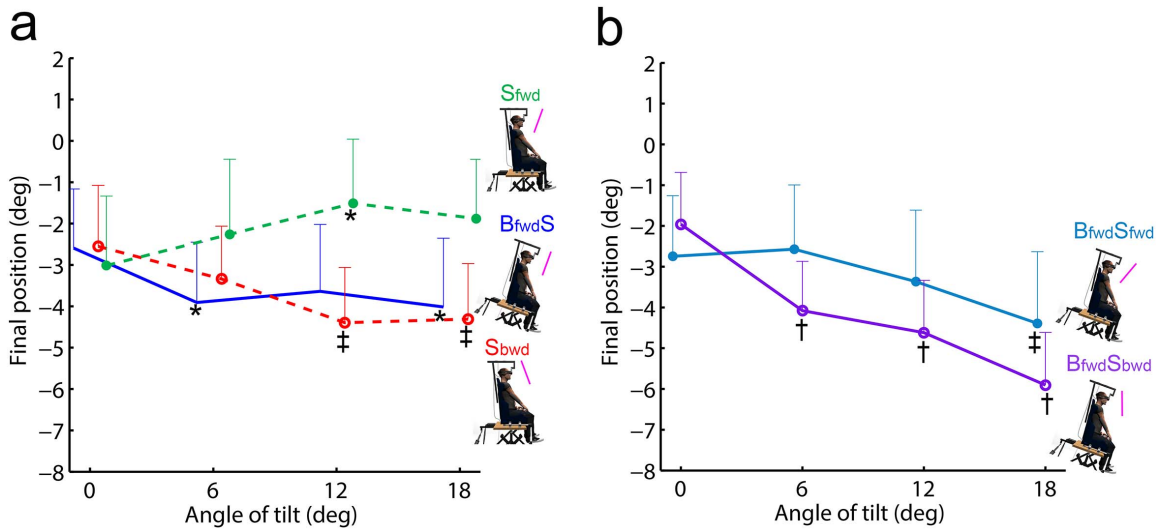 a
2
1
0
−1
−2
−3
−4
−5
−6
−7
−8
Final position (deg)
0 6 12 18
Angle of tilt (deg)
*
*
*
‡
‡
Sfwd
BfwdS
Sbwd
b
2
1
0
−1
−2
−3
−4
−5
−6
−7
−8
Final position (deg)
0 6 12 18
Angle of tilt (deg)
†
†
‡
†
BfwdSfwd
BfwdSbwd